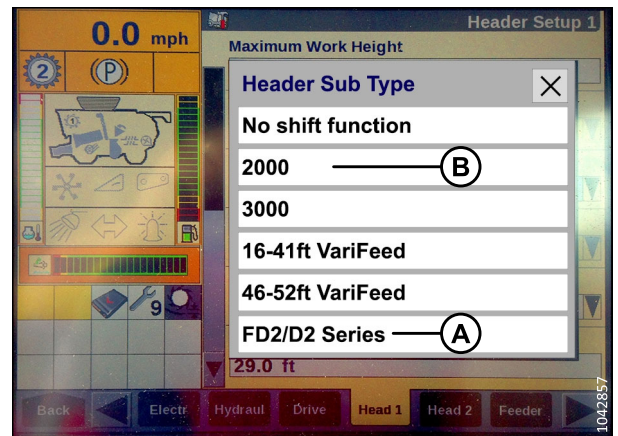 0.0 mph
Header Setup 1
2
(P)
Maximum Work Height
Header Sub Type
No shift function
2000
B
3000
16-41ft VariFeed
46-52ft VariFeed
FD2/D2 Series
A
1
9
29.0 ft
Back
Electr
Hydraul
Drive
Head 1
Head 2
Feeder
1042857